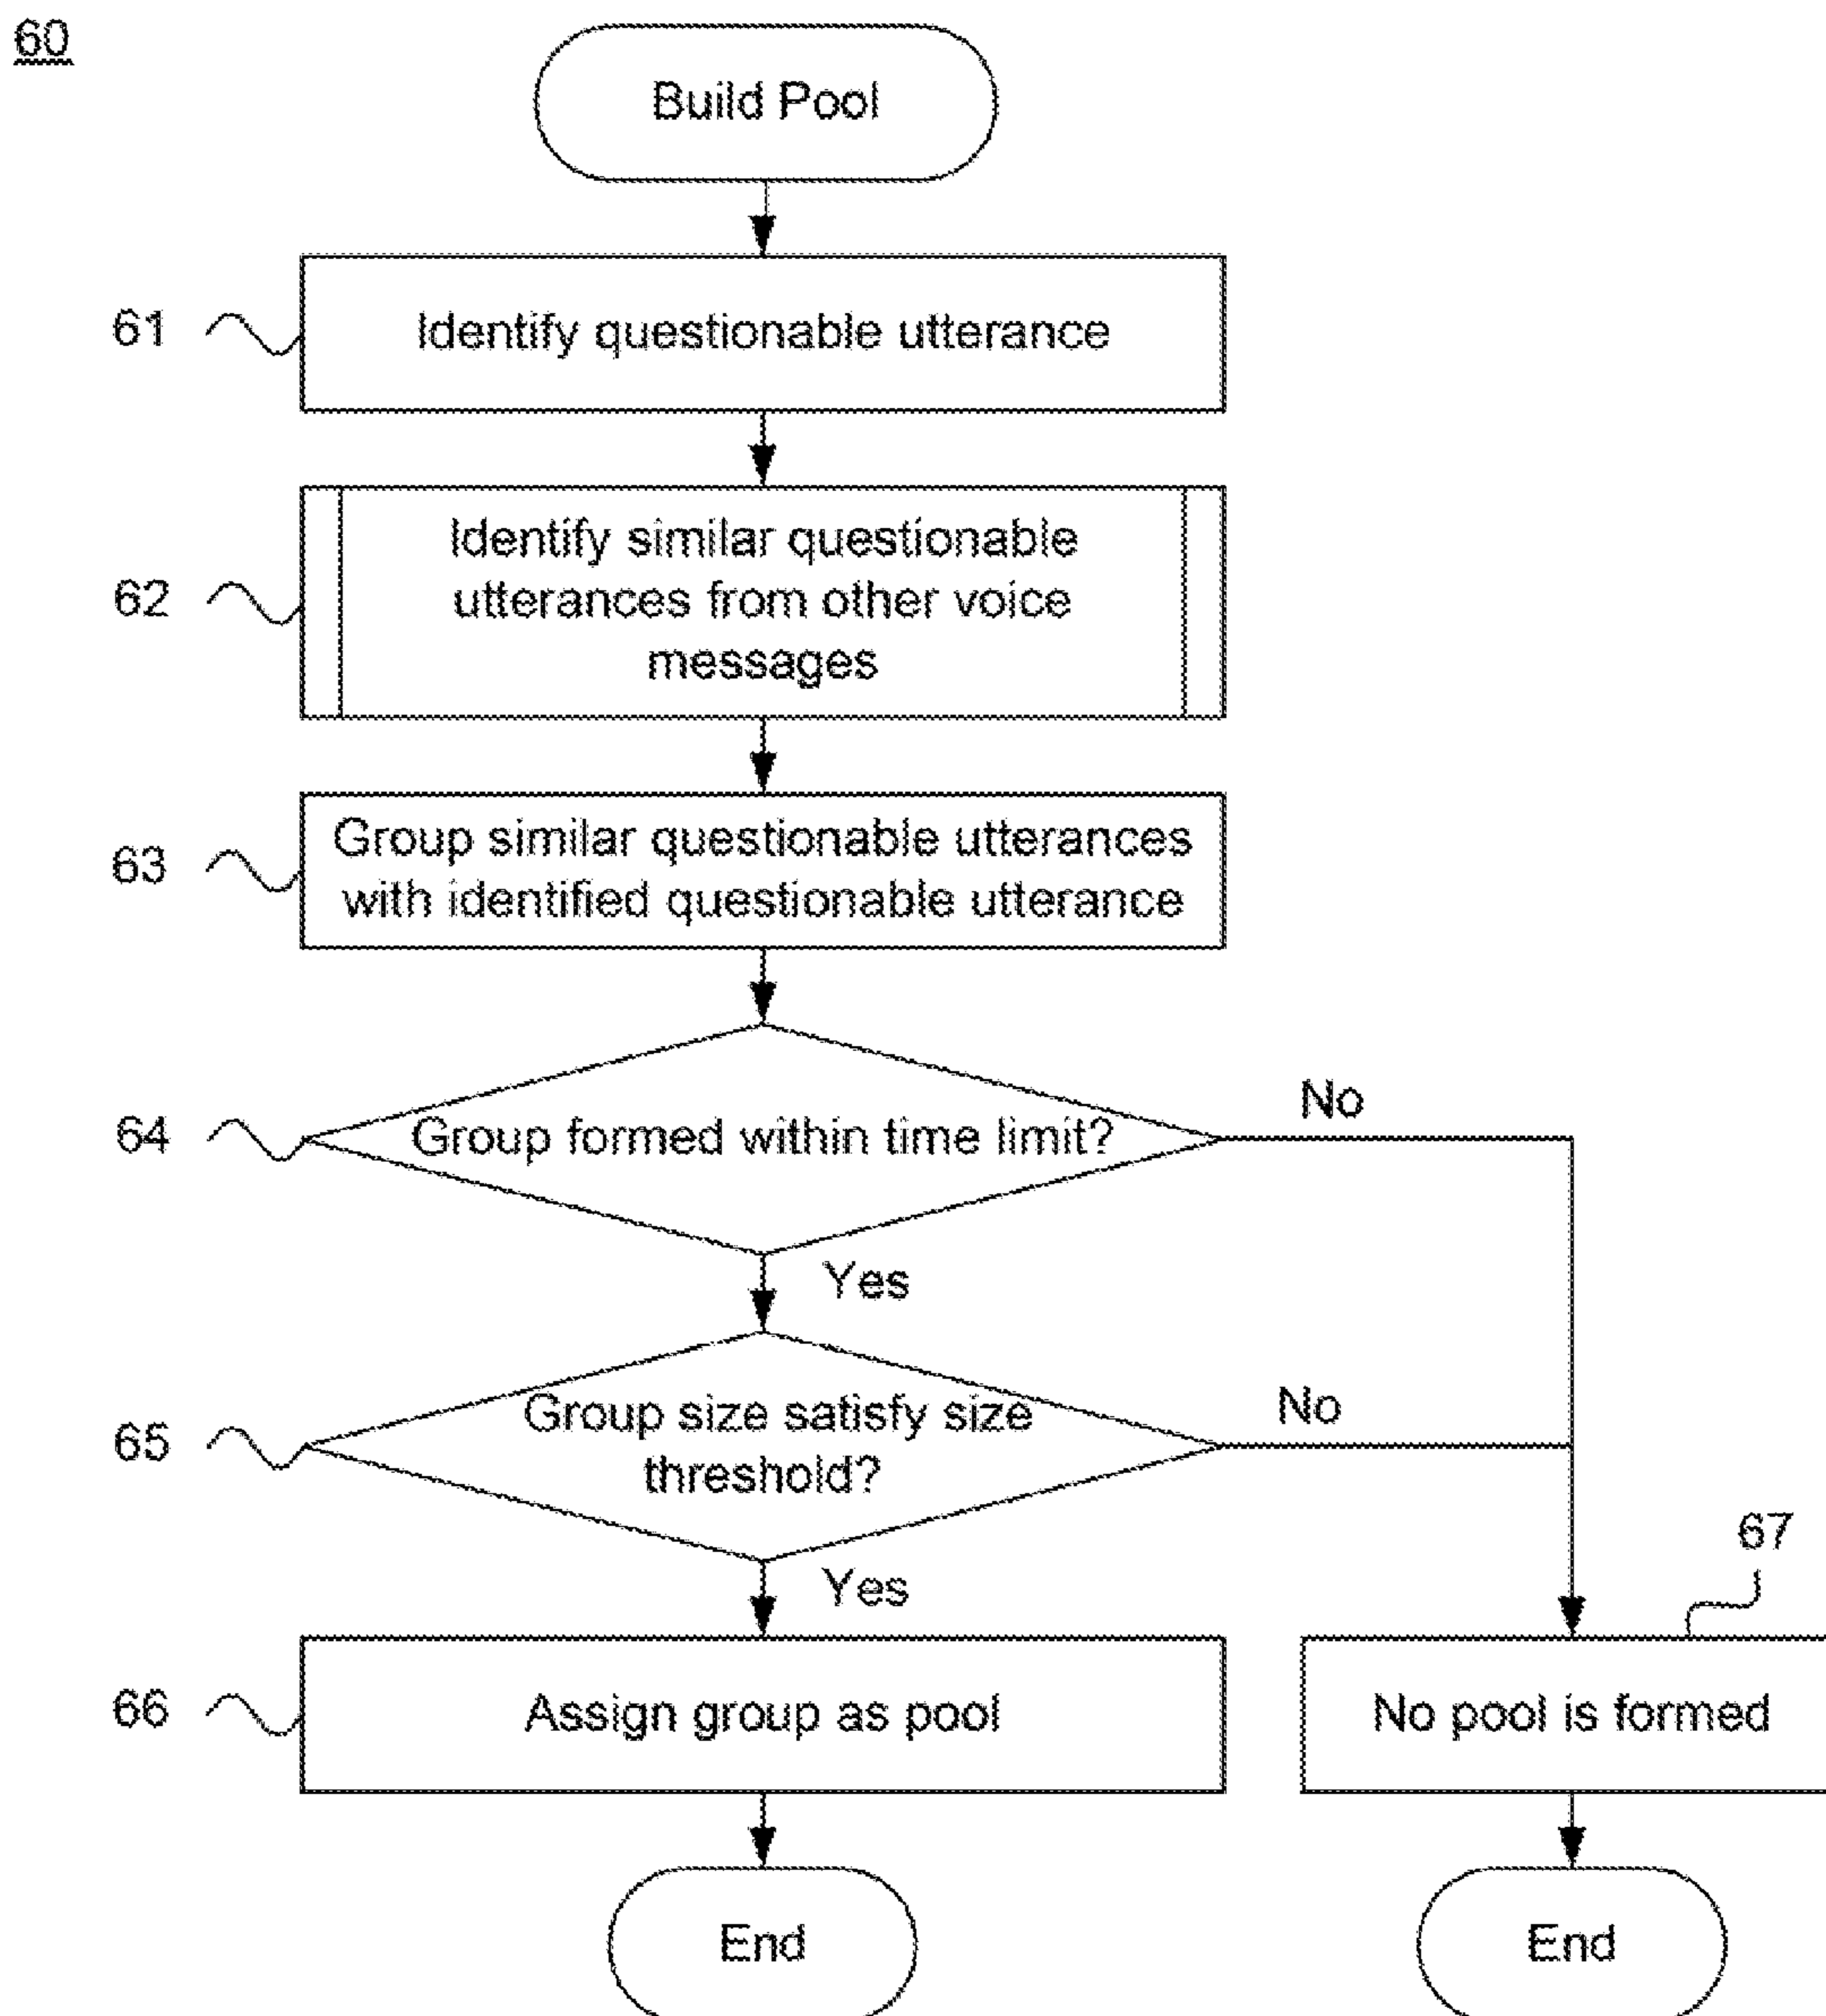 60
Build Pool
61
Identify questionable utterance
62
Identify similar questionable
utterances from other voice
messages
63
Group similar questionable utterances
with identified questionable utterance
64
Group formed within time limit?
No
Yes
65
Group size satisfy size
threshold?
No
Yes
67
66
Assign group as pool
No pool is formed
End
End